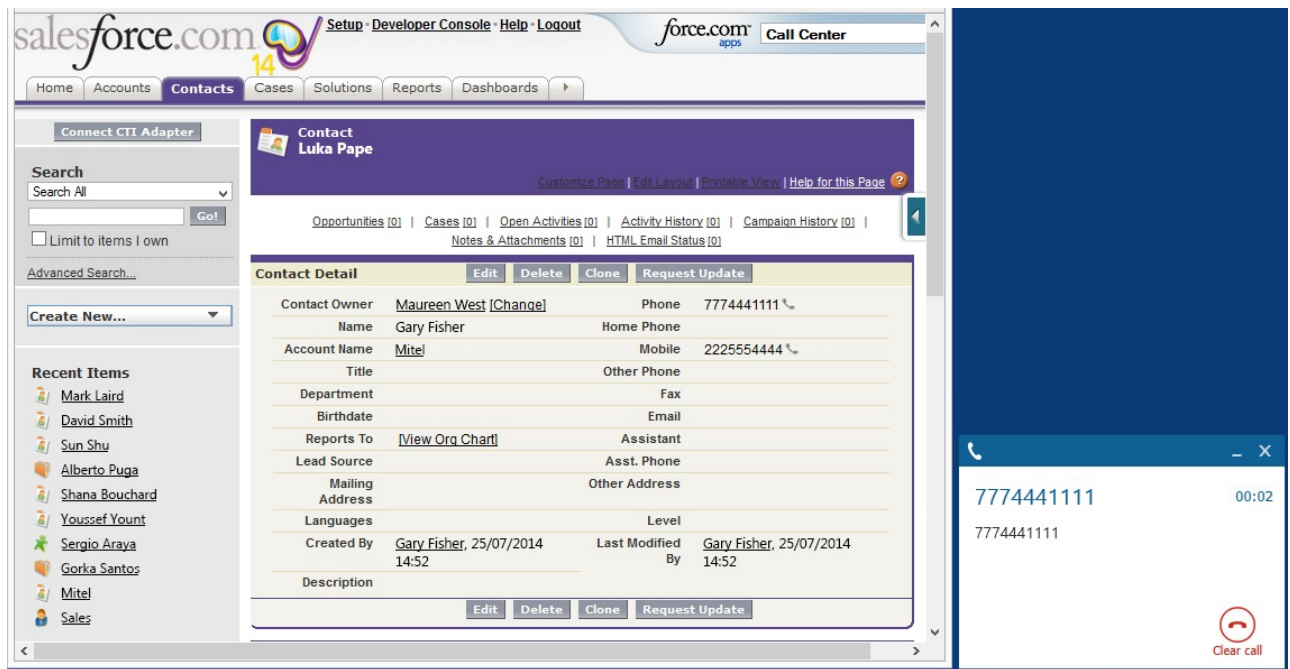 salesforce.com
14
Setup · Developer Console · Help · Logout
force.com apps
Call Center
Home Accounts Contacts Cases Solutions Reports Dashboards
Connect CTI Adapter
Search
Search All
Go!
Limit to items I own
Advanced Search...
Create New...
Recent Items
Mark Laird
David Smith
Sun Shu
Alberto Puga
Shana Bouchard
Youssef Yount
Sergio Araya
Gorka Santos
Mitel
Sales
Contact
Luka Pape
Customize Page | Edit Layout | Printable View | Help for this Page ?
Opportunities [0] | Cases [0] | Open Activities [0] | Activity History [0] | Campaign History [0] |
Notes & Attachments [0] | HTML Email Status [0]
Contact Detail Edit Delete Clone Request Update
Contact Owner Maureen West [Change] Phone 7774441111
Name Gary Fisher Home Phone
Account Name Mitel Mobile 2225554444
Title Other Phone
Department Fax
Birthdate Email
Reports To [View Org Chart] Assistant
Lead Source Asst. Phone
Mailing Address Other Address
Languages Level
Created By Gary Fisher, 25/07/2014 14:52 Last Modified By Gary Fisher, 25/07/2014 14:52
Description
Edit Delete Clone Request Update
7774441111 00:02
7774441111
Clear call